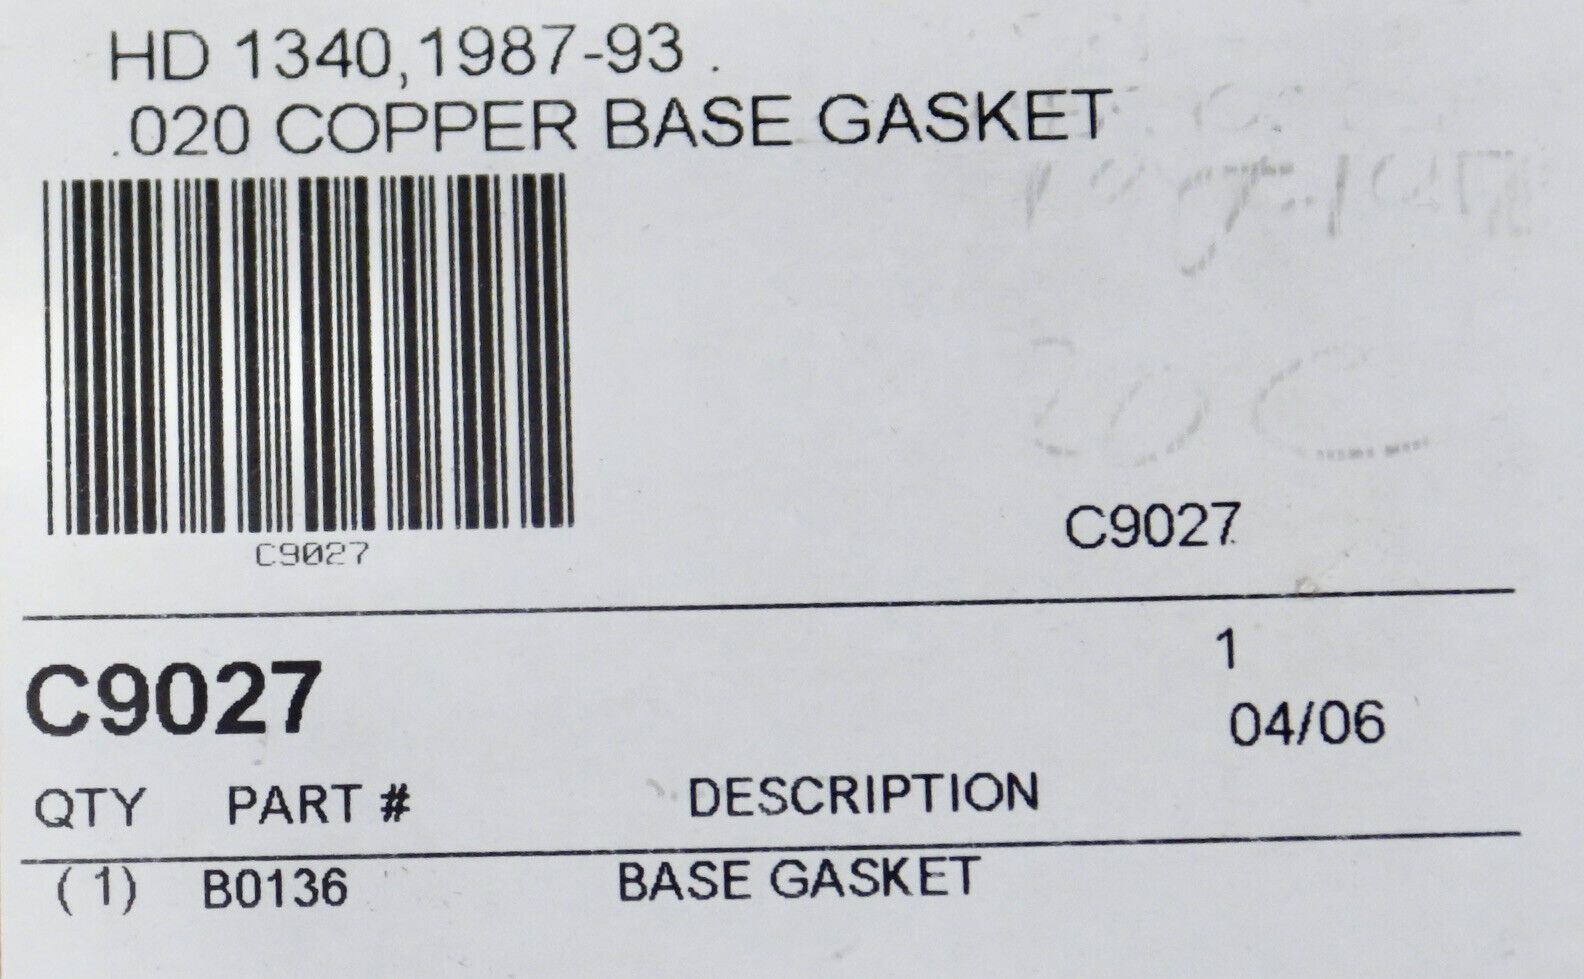 HD 1340,1987-93 .
.020 COPPER BASE GASKET
C9027
C9027
C9027
1
04/06
QTY PART # DESCRIPTION
(1) B0136 BASE GASKET